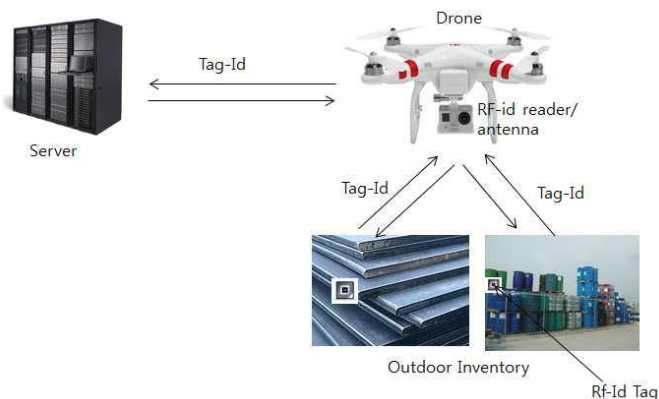 Drone
Tag-Id
RF-id reader/
antenna
Server
Tag-Id
Tag-Id
Outdoor Inventory
Rf-Id Tag